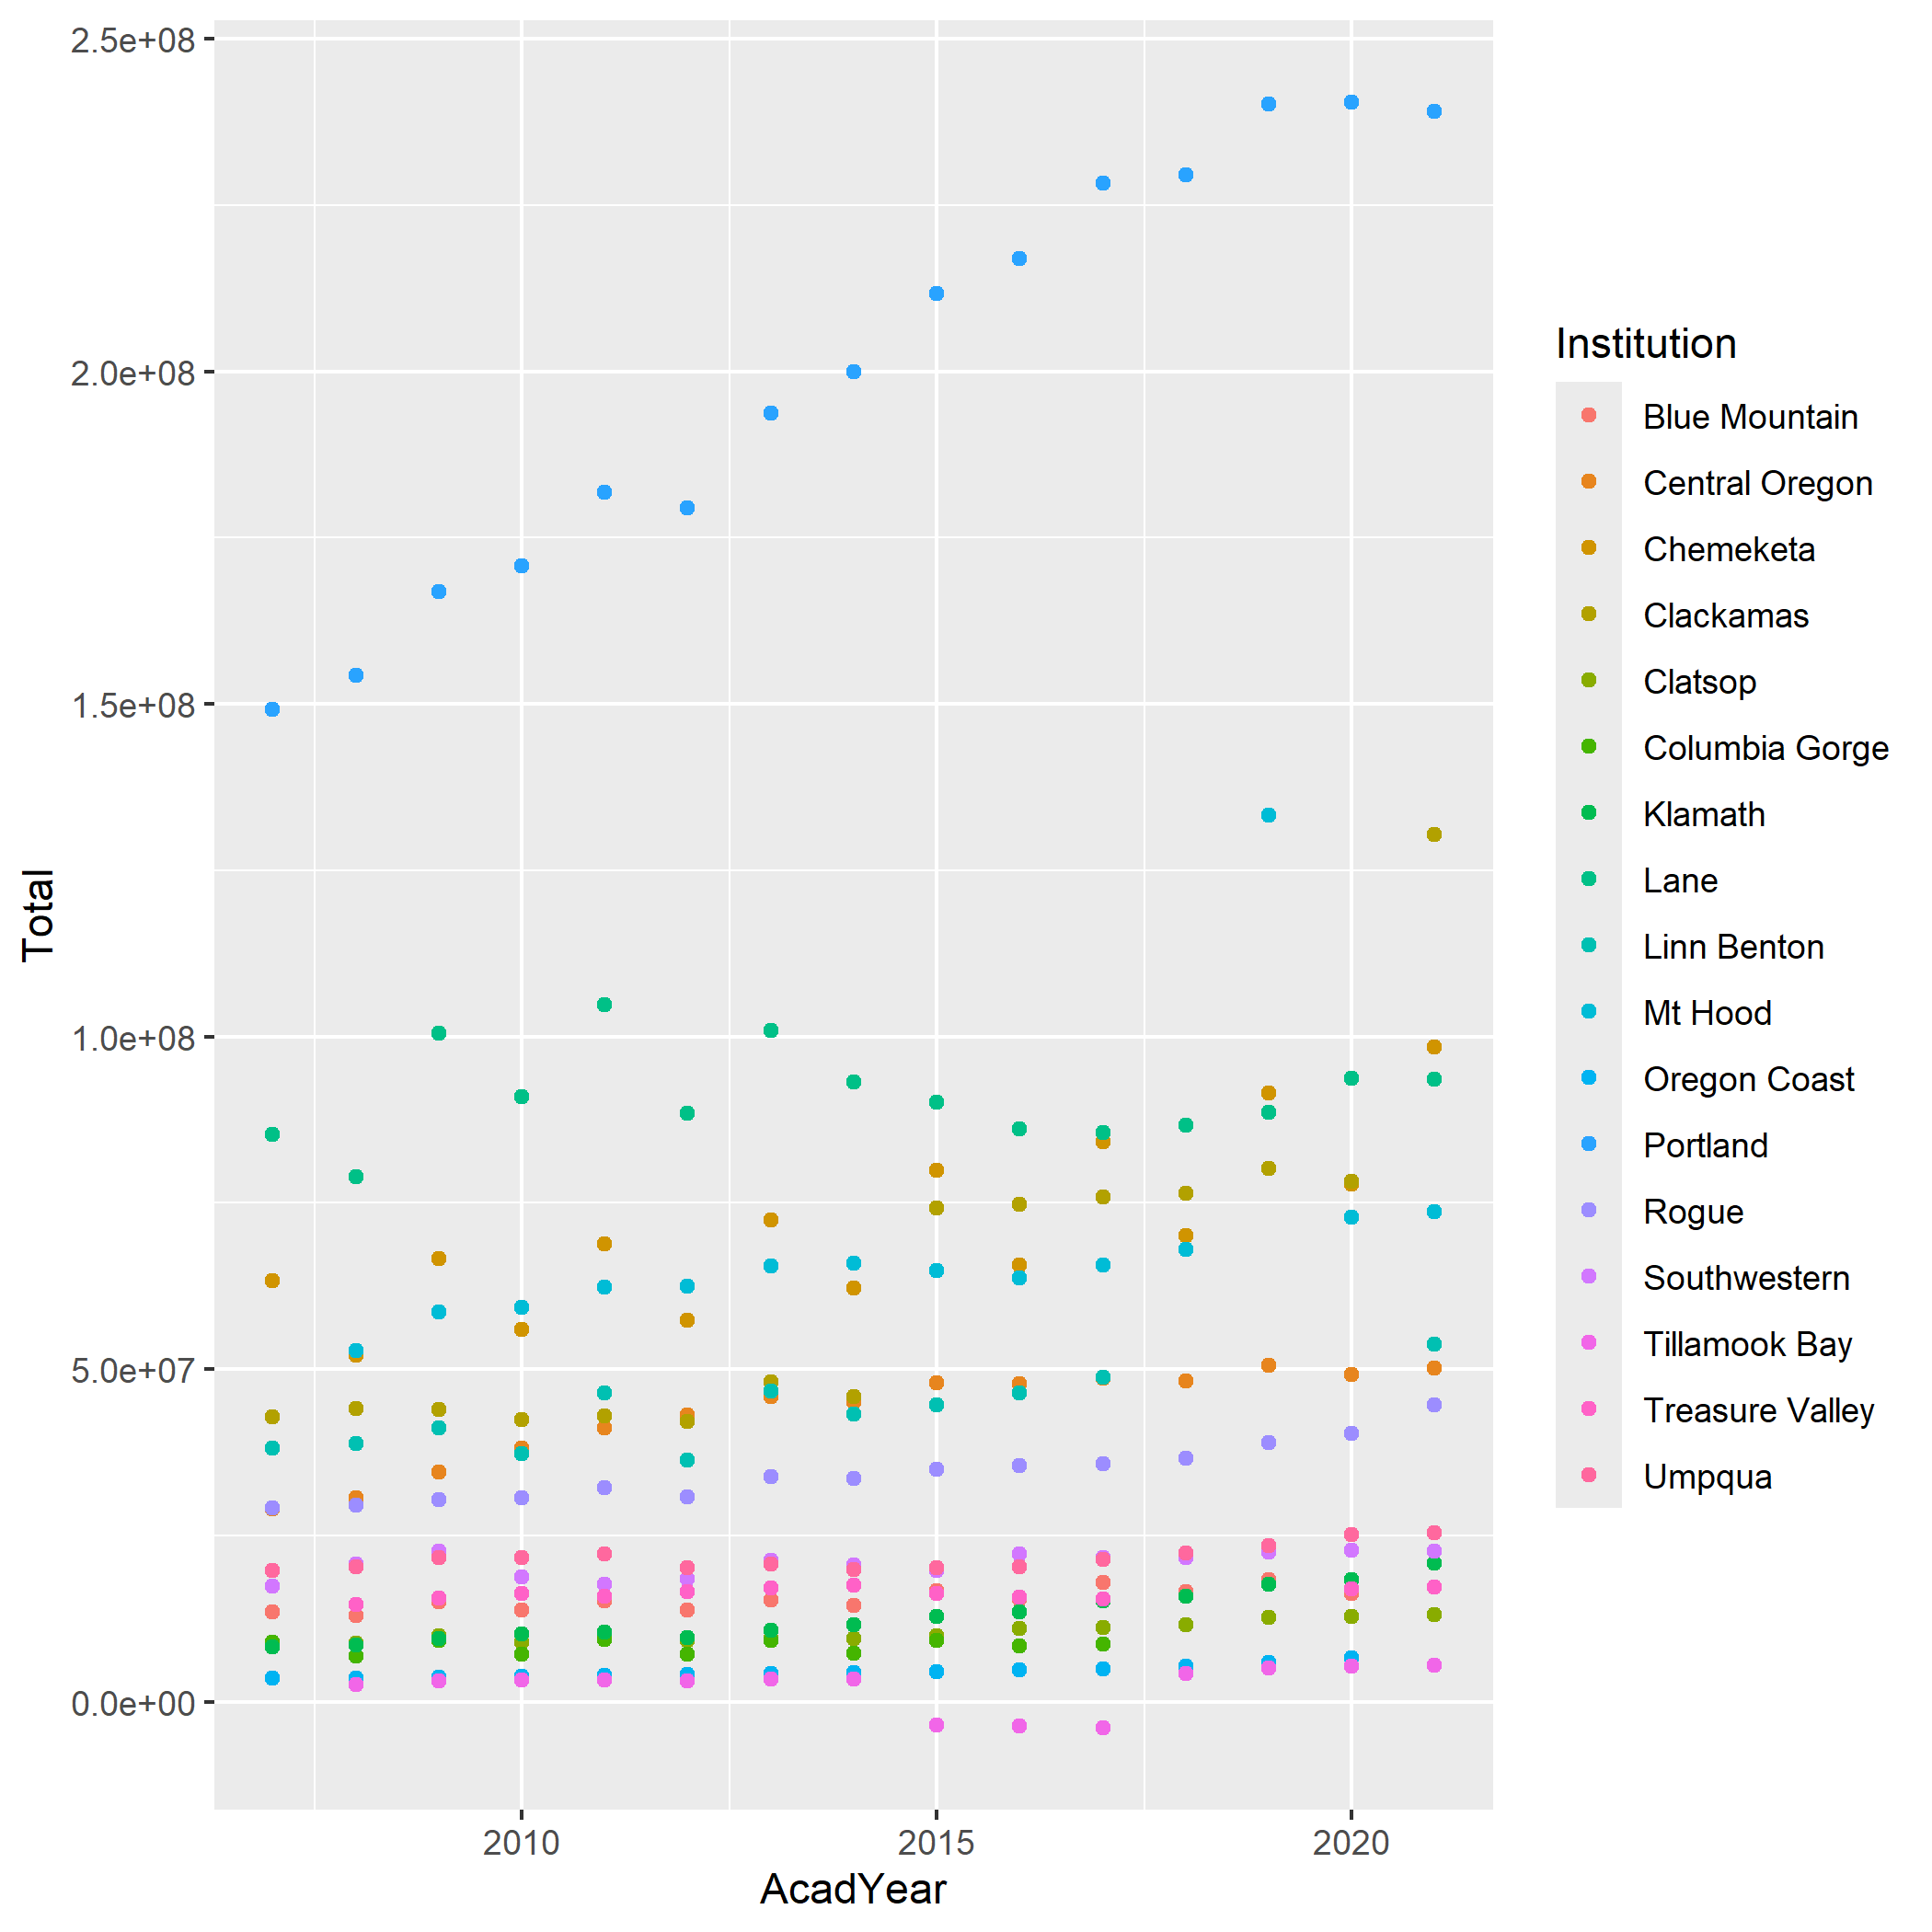 2.5e+08
2.0e+08
1.5e+08
1.0e+08
5.0e+07
0.0e+00
Total
2010
2015
2020
AcadYear
Institution
Blue Mountain
Central Oregon
Chemeketa
Clackamas
Clatsop
Columbia Gorge
Klamath
Lane
Linn Benton
Mt Hood
Oregon Coast
Portland
Rogue
Southwestern
Tillamook Bay
Treasure Valley
Umpqua